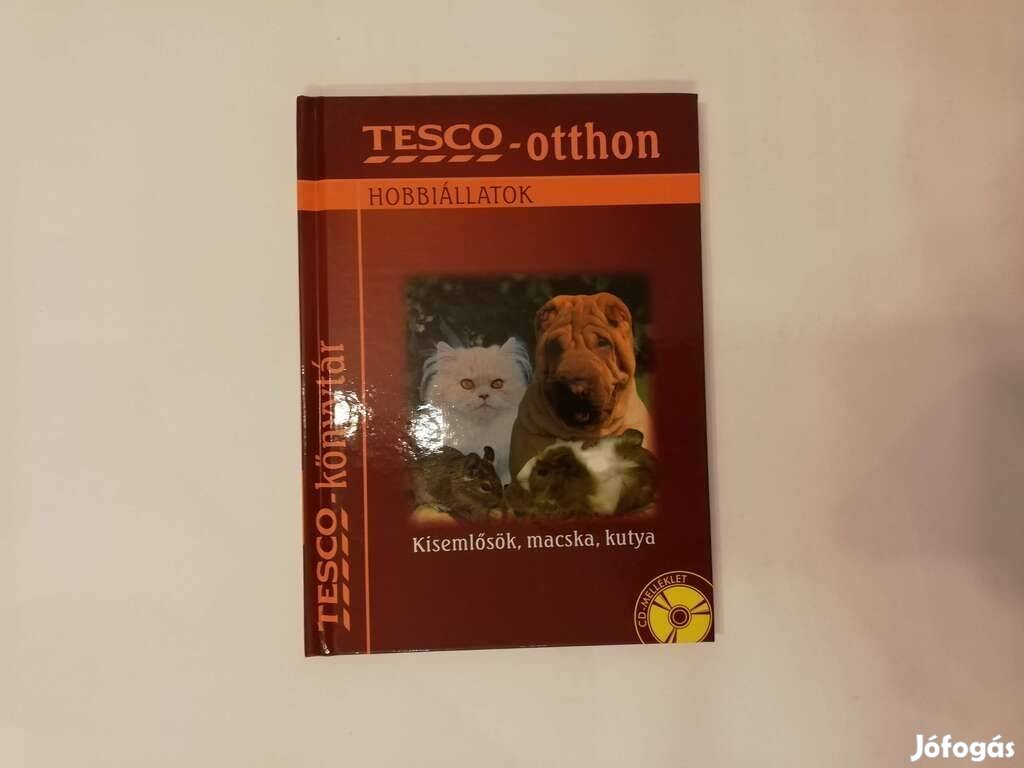 TESCO-otthon
HOBBIÁLLATOK
TESCO-könyvtár
Kisemlősök, macska, kutya
CD-MELLÉKLET
Jófogás